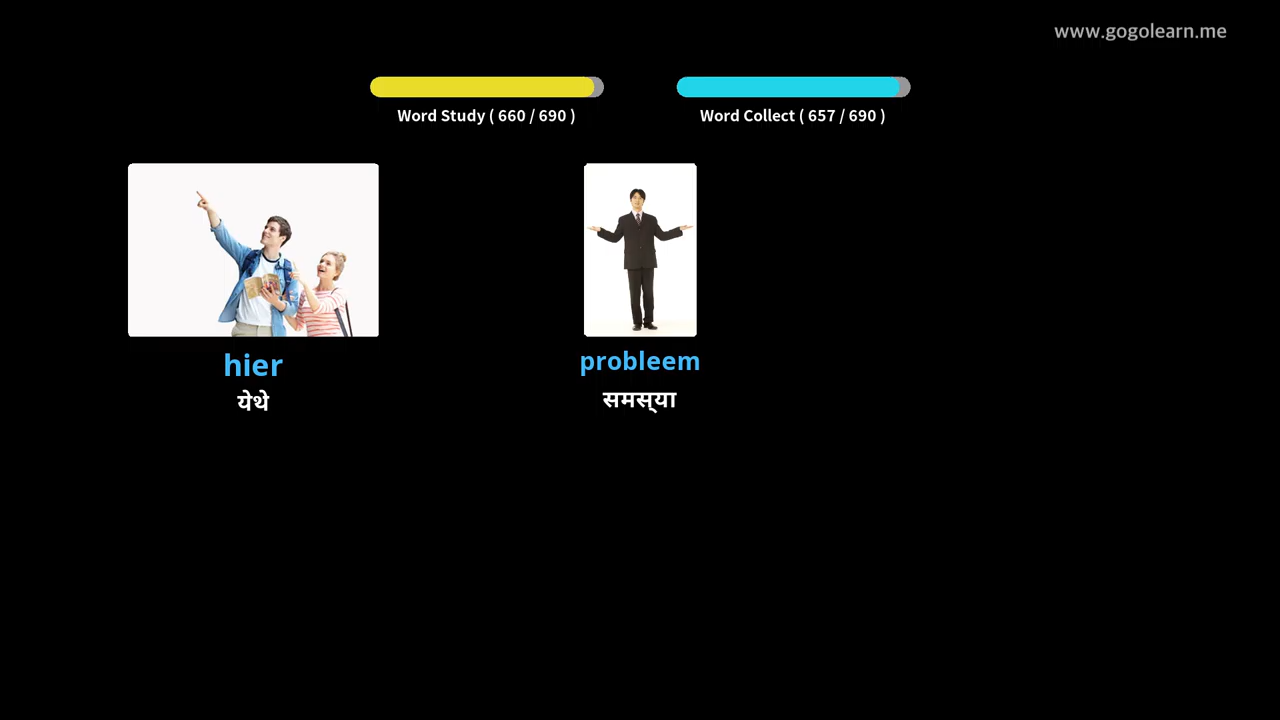 www.gogolearn.me
Word Study ( 660 / 690 )
Word Collect ( 657 / 690 )
hier
येथे
probleem
समस्या